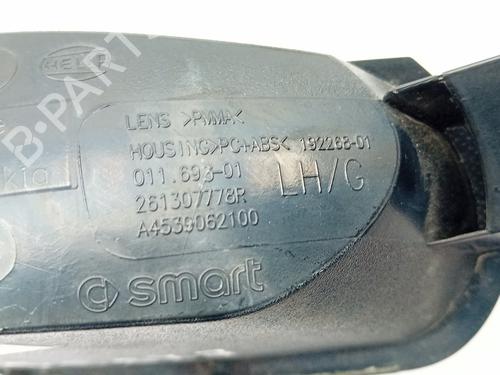 HELLA
LENS >PMMA<
HOUSING>PC+ABS< 192268-01
011.693-01 LH/G
261307778R
A4539062100
smart
B-PARTS